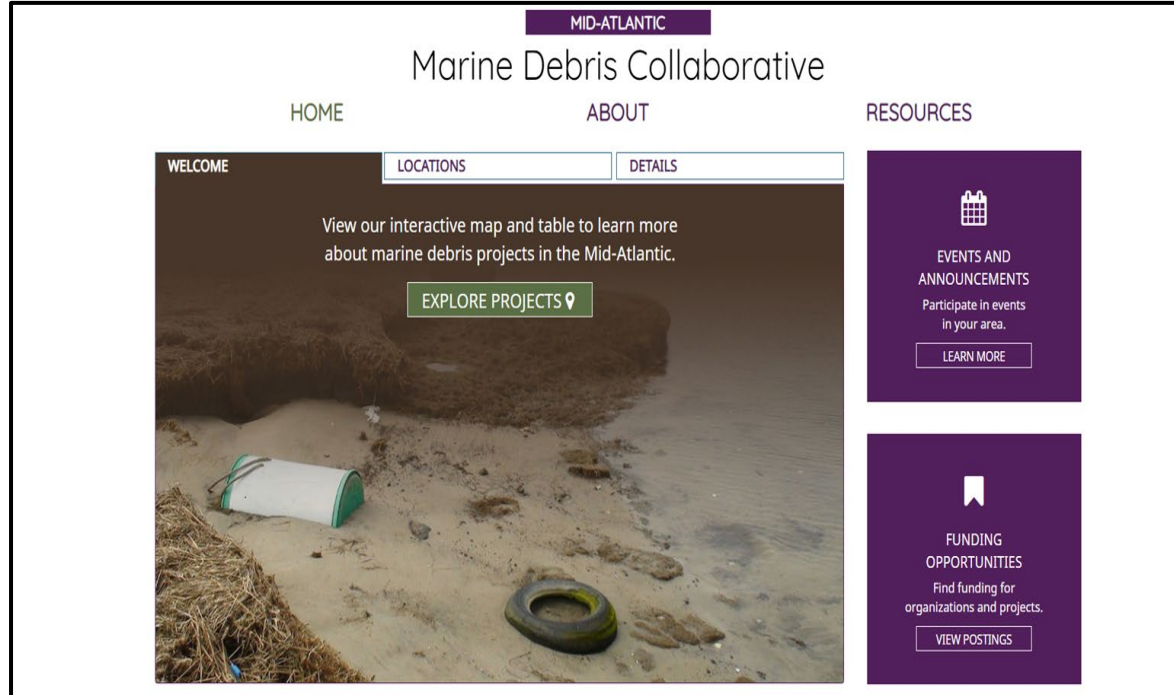 MID-ATLANTIC
Marine Debris Collaborative
HOME
ABOUT
RESOURCES
WELCOME
LOCATIONS
DETAILS
View our interactive map and table to learn more
about marine debris projects in the Mid-Atlantic.
EXPLORE PROJECTS
EVENTS AND
ANNOUNCEMENTS
Participate in events
in your area.
LEARN MORE
FUNDING
OPPORTUNITIES
Find funding for
organizations and projects.
VIEW POSTINGS